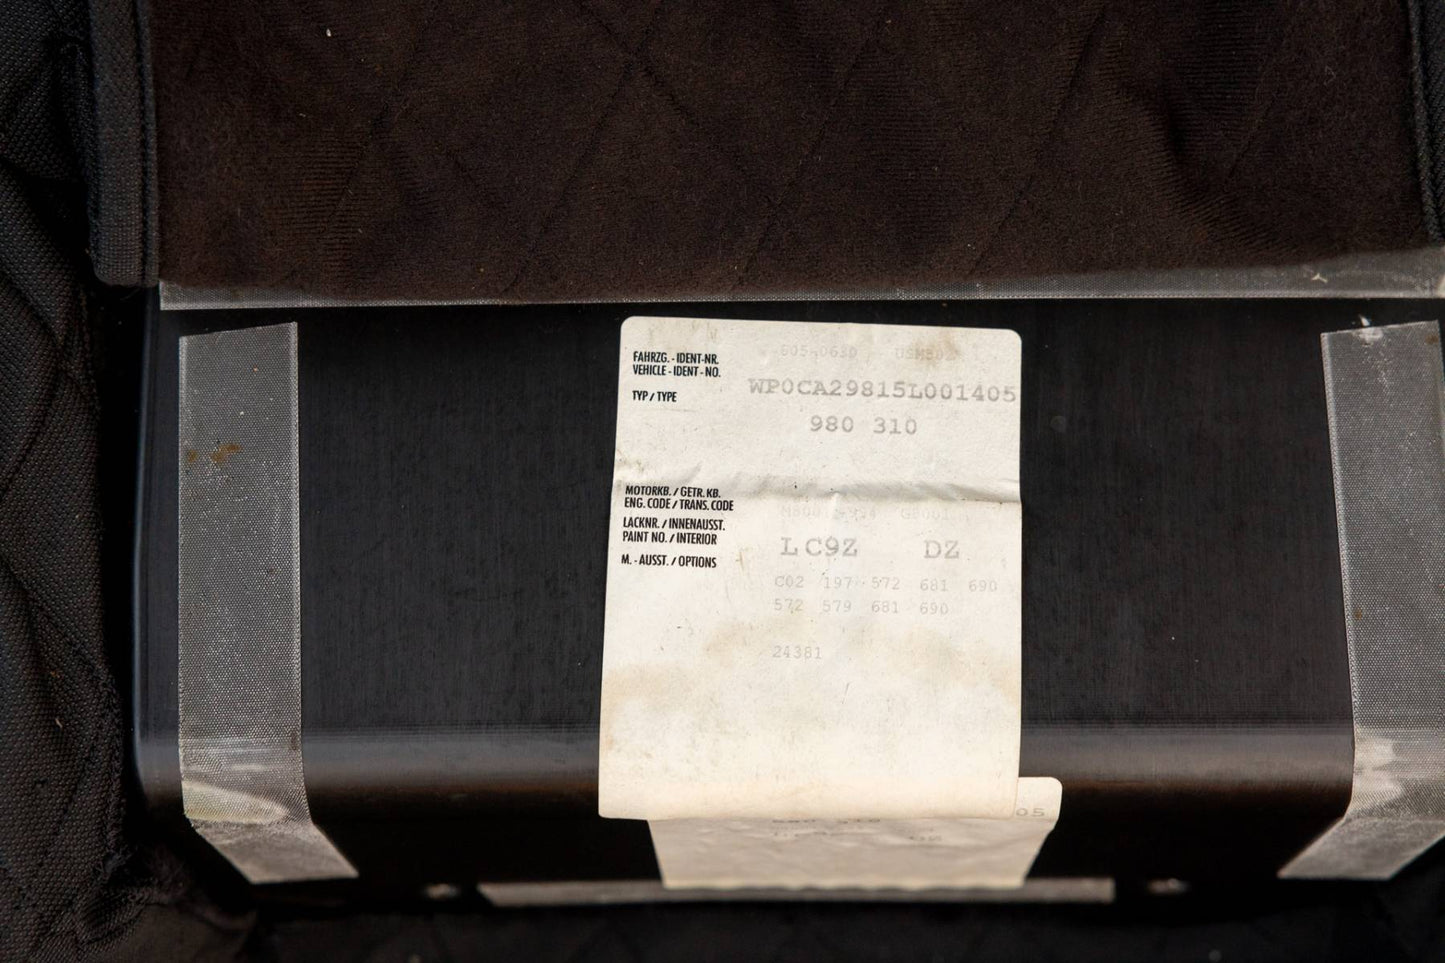 FAHRZG. - IDENT-NR.
VEHICLE - IDENT - NO.
WP0CA29815L001405
TYP / TYPE
980 310
MOTORKB. / GETR. KB.
ENG. CODE / TRANS. CODE
LACKNR. / INNENAUSST.
PAINT NO. / INTERIOR
LC9Z DZ
M. - AUSST. / OPTIONS
C02 197 572 681 690
572 579 681 690
24381
05